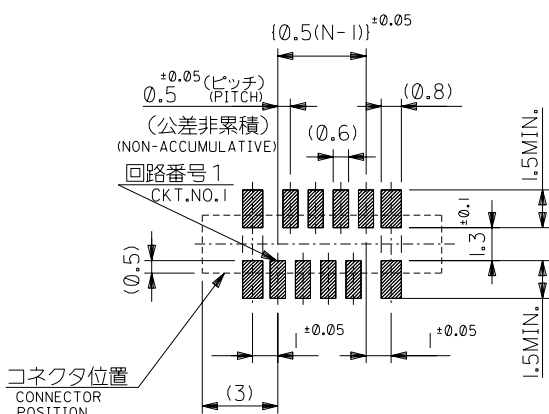 {0.5(N-1)}±0.05
0.5±0.05(ピッチ)
(PITCH)
(0.8)
(公差非累積)
(NON-ACCUMULATIVE)
(0.6)
回路番号1
CKT.NO.1
1.5MIN.
1.3±0.1
(0.5)
1±0.05
1±0.05
1.5MIN.
コネクタ位置
CONNECTOR
POSITION
(3)